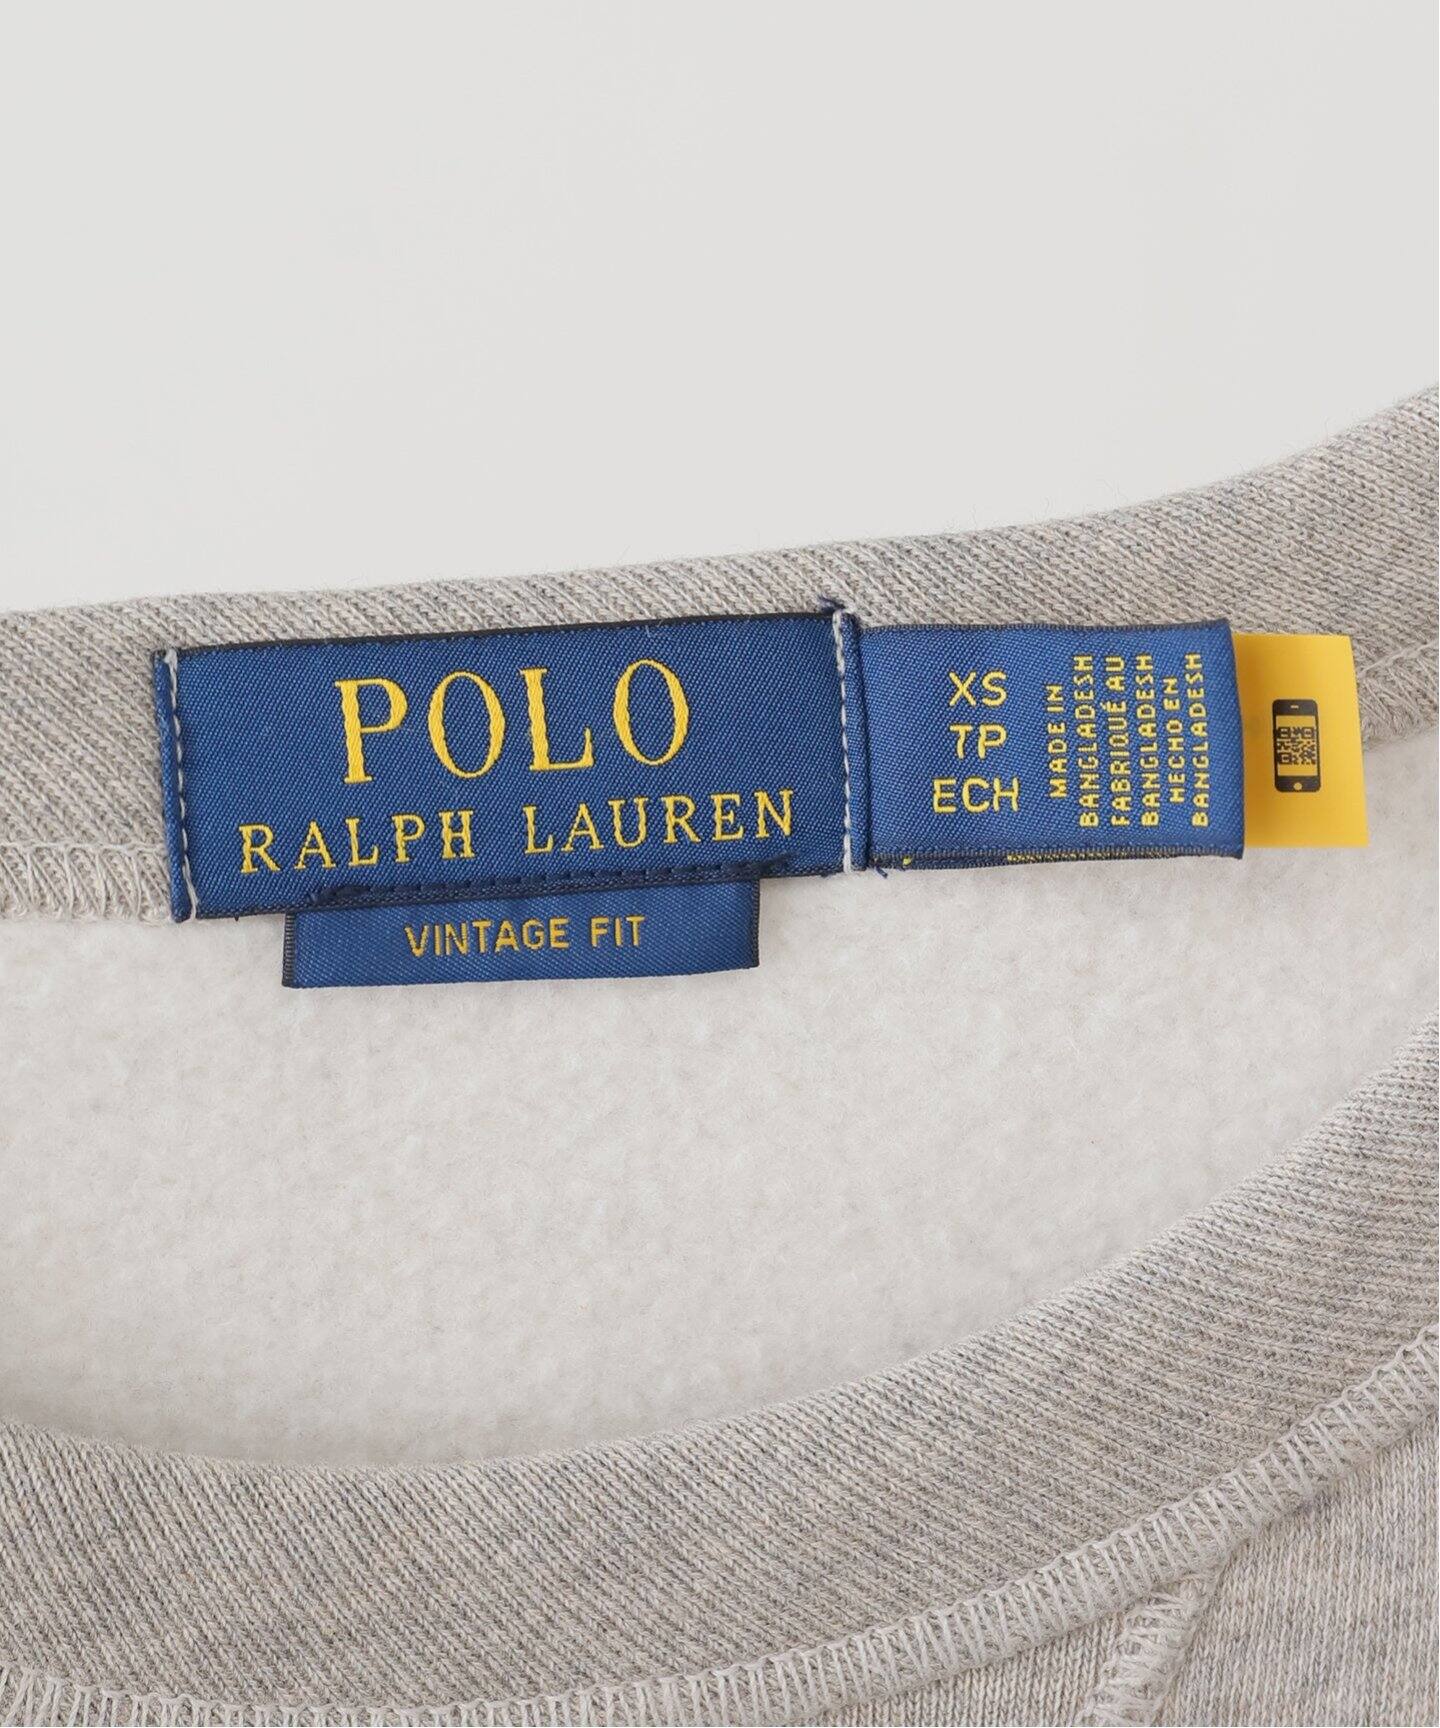 POLO
RALPH LAUREN
VINTAGE FIT
XS
TP
ECH
MADE IN
BANGLADESH
FABRIQUÉ AU
BANGLADESH
HECHO EN
BANGLADESH